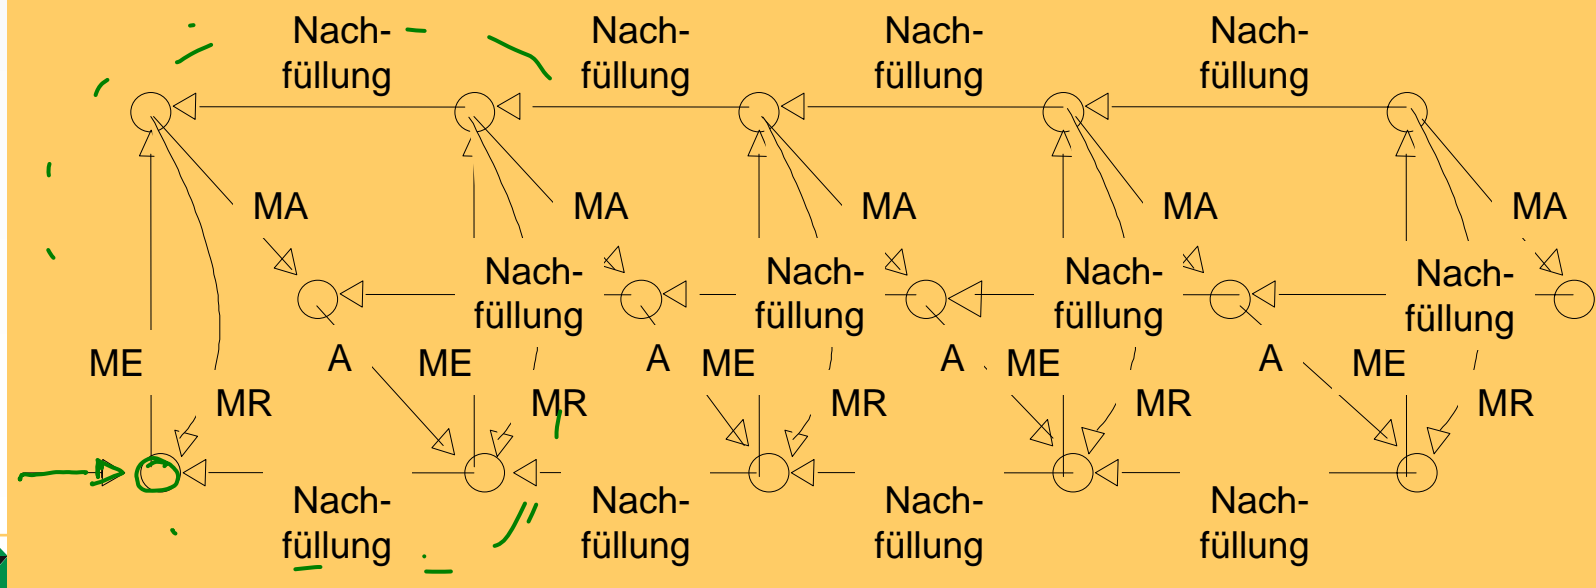 Nach-
füllung
Nach-
füllung
Nach-
füllung
Nach-
füllung
MA
MA
MA
MA
MA
Nach-
füllung
Nach-
füllung
Nach-
füllung
Nach-
füllung
ME
A
ME
A
ME
A
ME
A
ME
MR
MR
MR
MR
MR
Nach-
füllung
Nach-
füllung
Nach-
füllung
Nach-
füllung